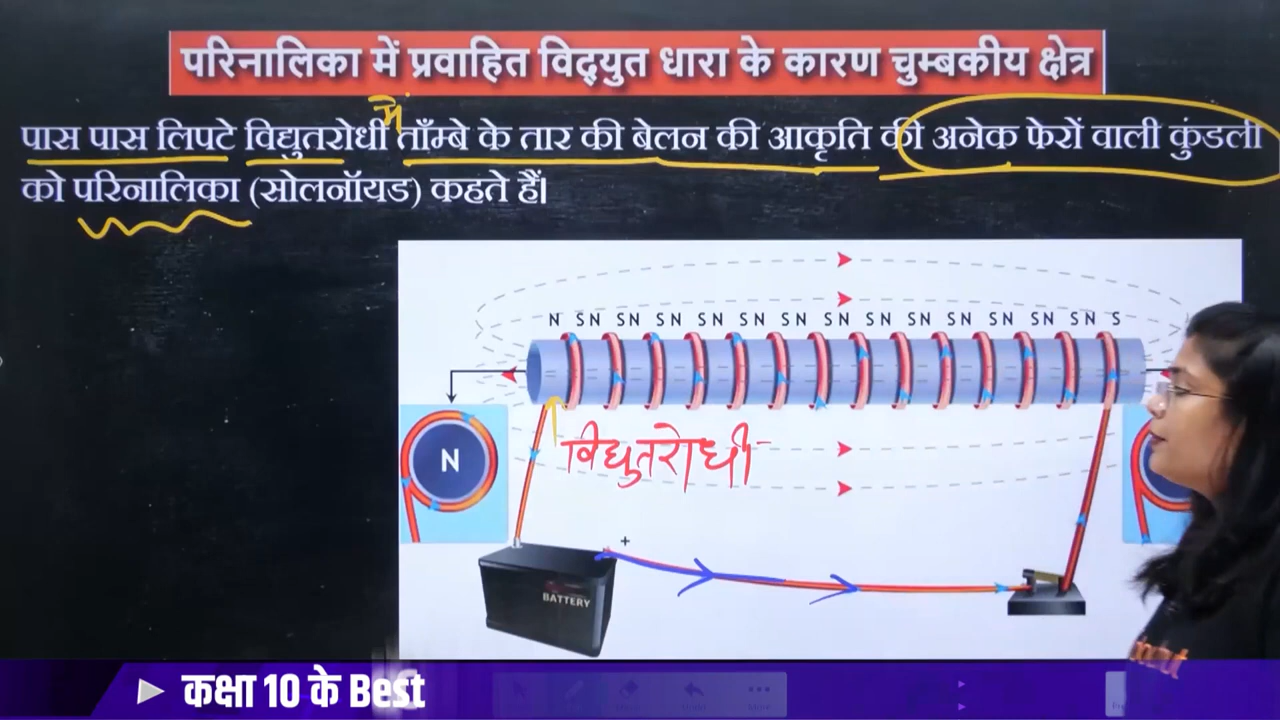 परिनालिका में प्रवाहित विद्युत धारा के कारण चुम्बकीय क्षेत्र
में
पास पास लिपटे विद्युतरोधी ताँम्बे के तार की बेलन की आकृति की अनेक फेरों वाली कुंडली
को परिनालिका (सोलनॉयड) कहते हैं।
N SN SN SN SN SN SN SN SN SN SN SN SN SN S
N
विद्युतरोधी
+
BATTERY
कक्षा 10 के Best